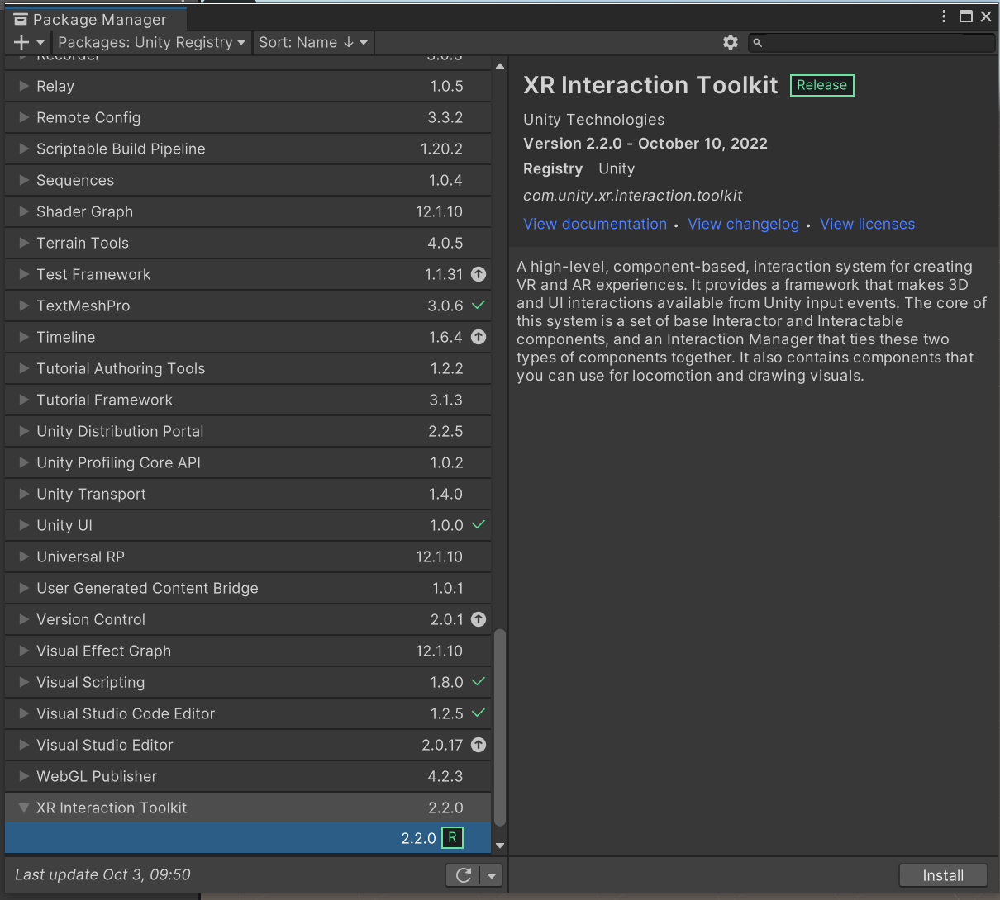 Package Manager
Packages: Unity Registry
Sort: Name ↓
Recorder 3.0.3
Relay 1.0.5
Remote Config 3.3.2
Scriptable Build Pipeline 1.20.2
Sequences 1.0.4
Shader Graph 12.1.10
Terrain Tools 4.0.5
Test Framework 1.1.31
TextMeshPro 3.0.6
Timeline 1.6.4
Tutorial Authoring Tools 1.2.2
Tutorial Framework 3.1.3
Unity Distribution Portal 2.2.5
Unity Profiling Core API 1.0.2
Unity Transport 1.4.0
Unity UI 1.0.0
Universal RP 12.1.10
User Generated Content Bridge 1.0.1
Version Control 2.0.1
Visual Effect Graph 12.1.10
Visual Scripting 1.8.0
Visual Studio Code Editor 1.2.5
Visual Studio Editor 2.0.17
WebGL Publisher 4.2.3
XR Interaction Toolkit 2.2.0
2.2.0 R
Last update Oct 3, 09:50
XR Interaction Toolkit Release
Unity Technologies
Version 2.2.0 - October 10, 2022
Registry Unity
com.unity.xr.interaction.toolkit
View documentation • View changelog • View licenses
A high-level, component-based, interaction system for creating
VR and AR experiences. It provides a framework that makes 3D
and UI interactions available from Unity input events. The core of
this system is a set of base Interactor and Interactable
components, and an Interaction Manager that ties these two
types of components together. It also contains components that
you can use for locomotion and drawing visuals.
Install